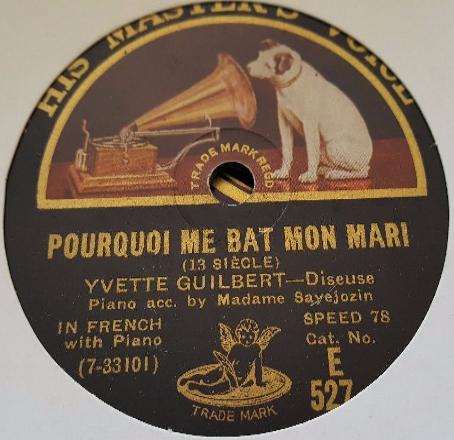 HIS MASTER'S VOICE
TRADE MARK REGD
POURQUOI ME BAT MON MARI
(13 SIÈCLE)
YVETTE GUILBERT—Diseuse
Piano acc. by Madame Sayejozin
IN FRENCH
with Piano
(7-33101)
SPEED 78
Cat. No.
E
527
TRADE MARK